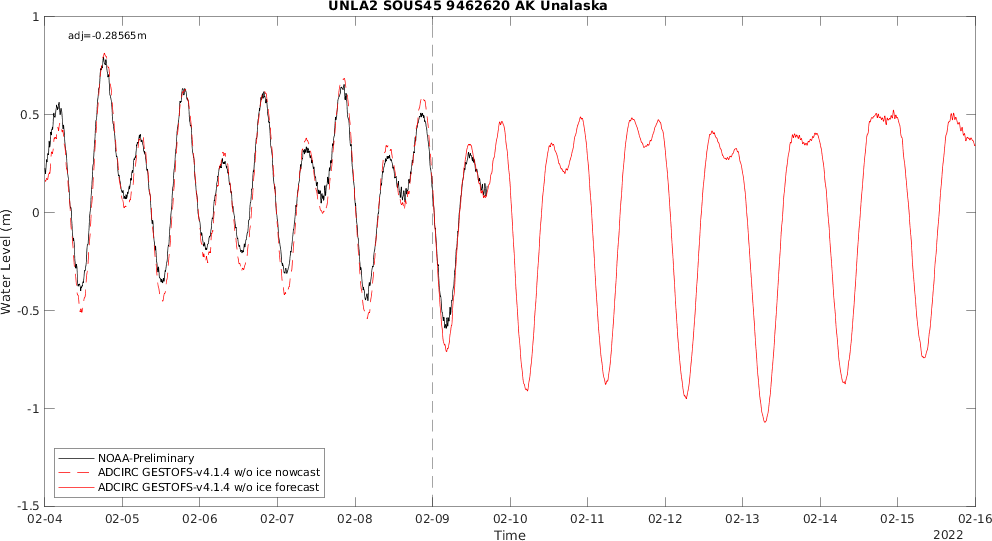 UNLA2 SOUS45 9462620 AK Unalaska
adj=-0.28565m
1
0.5
0
-0.5
-1
-1.5
Water Level (m)
NOAA-Preliminary
ADCIRC GESTOFS-v4.1.4 w/o ice nowcast
ADCIRC GESTOFS-v4.1.4 w/o ice forecast
02-04 02-05 02-06 02-07 02-08 02-09 02-10 02-11 02-12 02-13 02-14 02-15 02-16
Time
2022